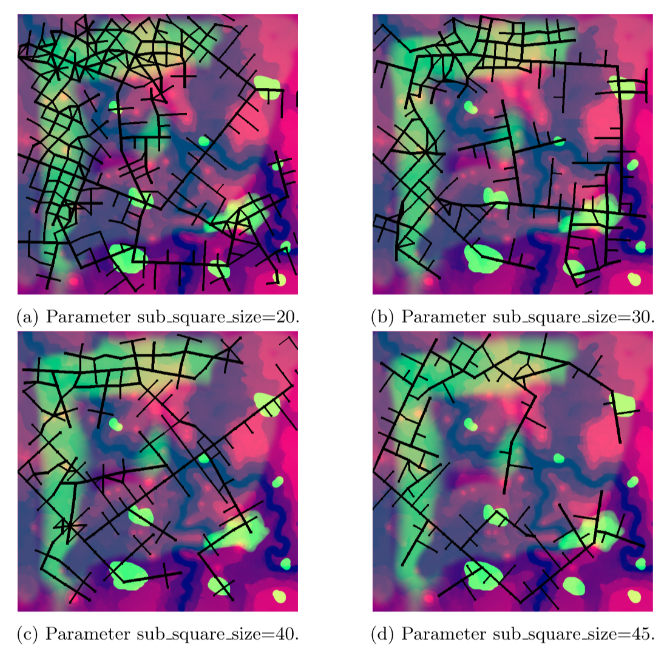 (a) Parameter sub_square_size=20.
(b) Parameter sub_square_size=30.
(c) Parameter sub_square_size=40.
(d) Parameter sub_square_size=45.